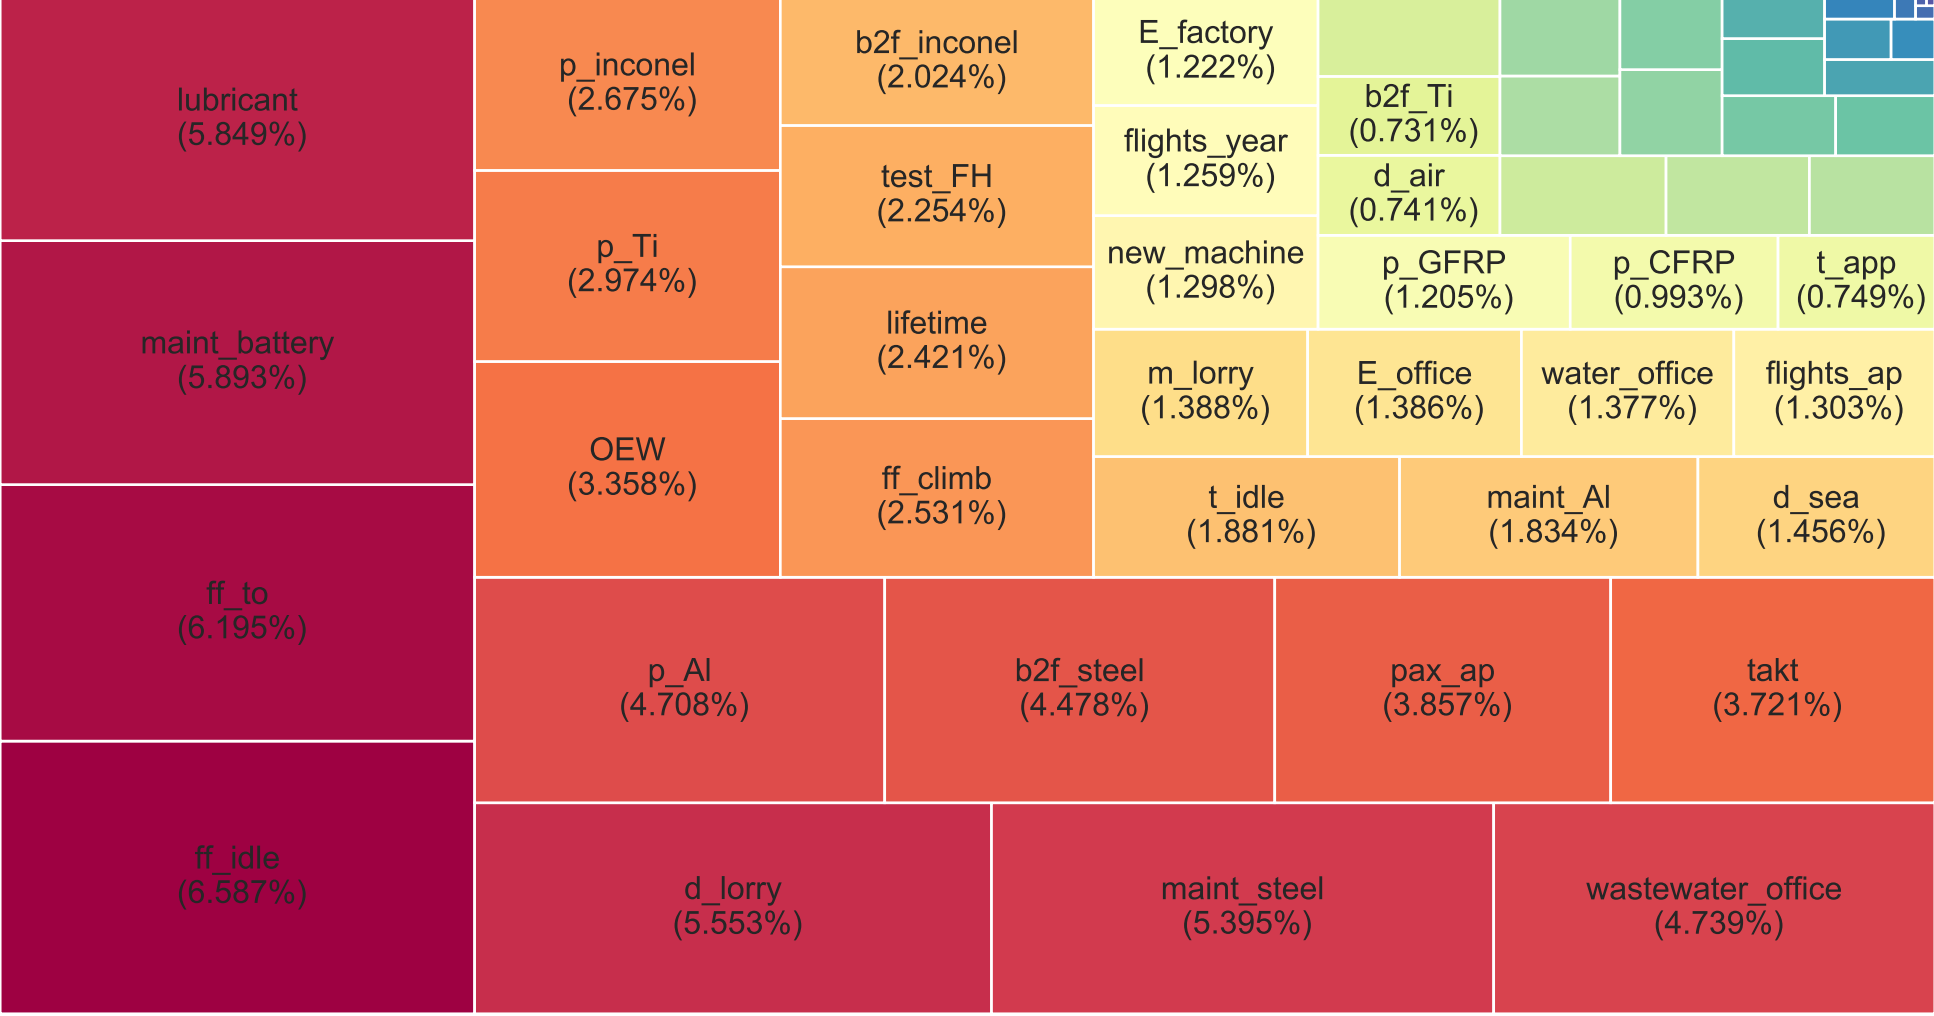 lubricant
(5.849%)
maint_battery
(5.893%)
ff_to
(6.195%)
ff_idle
(6.587%)
p_inconel
(2.675%)
p_Ti
(2.974%)
OEW
(3.358%)
b2f_inconel
(2.024%)
test_FH
(2.254%)
lifetime
(2.421%)
ff_climb
(2.531%)
E_factory
(1.222%)
flights_year
(1.259%)
new_machine
(1.298%)
b2f_Ti
(0.731%)
d_air
(0.741%)
p_GFRP
(1.205%)
p_CFRP
(0.993%)
t_app
(0.749%)
m_lorry
(1.388%)
E_office
(1.386%)
water_office
(1.377%)
flights_ap
(1.303%)
t_idle
(1.881%)
maint_Al
(1.834%)
d_sea
(1.456%)
p_Al
(4.708%)
b2f_steel
(4.478%)
pax_ap
(3.857%)
takt
(3.721%)
d_lorry
(5.553%)
maint_steel
(5.395%)
wastewater_office
(4.739%)